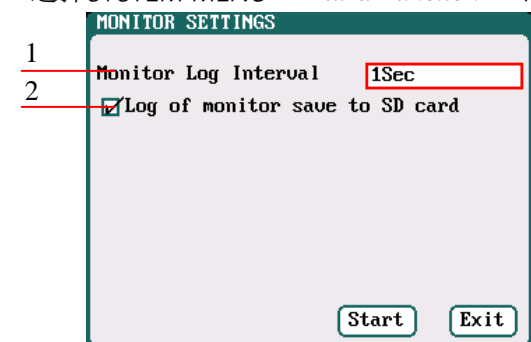 MONITOR SETTINGS
1
Monitor Log Interval 1Sec
2
Log of monitor save to SD card
Start Exit